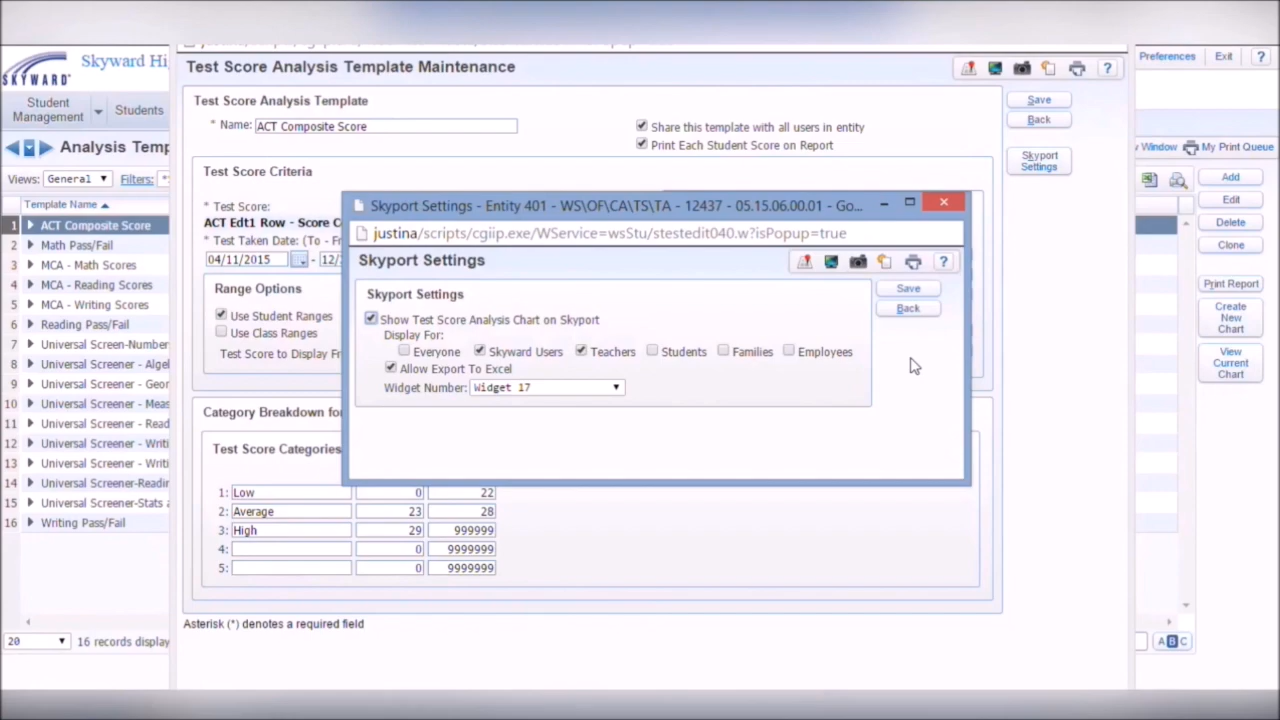 SKYWARD
Skyward Hi
Student Management
Students
Preferences
Exit
?
Analysis Temp
Window
My Print Queue
Views: General
Filters:
Template Name
1 ACT Composite Score
2 Math Pass/Fail
3 MCA - Math Scores
4 MCA - Reading Scores
5 MCA - Writing Scores
6 Reading Pass/Fail
7 Universal Screen-Number
8 Universal Screener - Algel
9 Universal Screener - Geor
10 Universal Screener - Meas
11 Universal Screener - Read
12 Universal Screener - Writi
13 Universal Screener - Writi
14 Universal Screener-Readin
15 Universal Screener-Stats a
16 Writing Pass/Fail
20
16 records display
A B C
Add
Edit
Delete
Clone
Print Report
Create New Chart
View Current Chart
Test Score Analysis Template Maintenance
?
Save
Back
Skyport Settings
Test Score Analysis Template
* Name: ACT Composite Score
Share this template with all users in entity
Print Each Student Score on Report
Test Score Criteria
* Test Score:
ACT Edt1 Row - Score C
* Test Taken Date: (To - Fr
04/11/2015 - 12/
Range Options
Use Student Ranges
Use Class Ranges
Test Score to Display Fr
Category Breakdown fo
Test Score Categories
1: Low 0 22
2: Average 23 28
3: High 29 999999
4: 0 9999999
5: 0 9999999
Asterisk (*) denotes a required field
Skyport Settings - Entity 401 - WS\OF\CA\TS\TA - 12437 - 05.15.06.00.01 - Go...
justina/scripts/cgiip.exe/WService=wsStu/stestedit040.w?isPopup=true
Skyport Settings
?
Save
Back
Skyport Settings
Show Test Score Analysis Chart on Skyport
Display For:
Everyone Skyward Users Teachers Students Families Employees
Allow Export To Excel
Widget Number: Widget 17